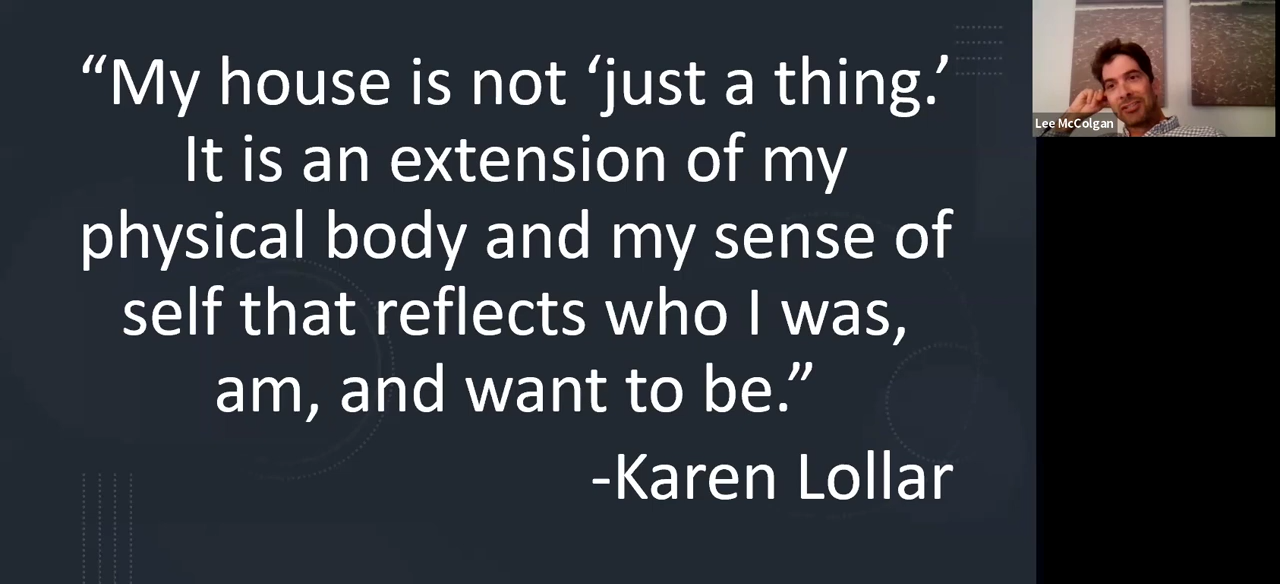 “My house is not ‘just a thing.’
It is an extension of my
physical body and my sense of
self that reflects who I was,
am, and want to be.”
-Karen Lollar
Lee McColgan